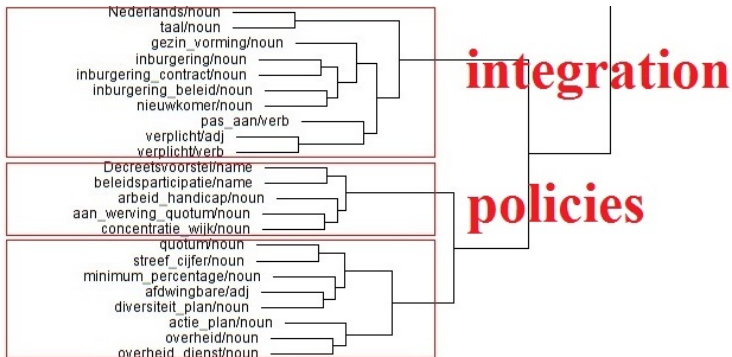 Nederlands/noun
taal/noun
gezin_vorming/noun
inburgering/noun
inburgering_contract/noun
inburgering_beleid/noun
nieuwkomer/noun
pas_aan/verb
verplicht/adj
verplicht/verb
integration
Decreetsvoorstel/name
beleidsparticipatie/name
arbeid_handicap/noun
aan_werving_quotum/noun
concentratie_wijk/noun
policies
quotum/noun
streef_cijfer/noun
minimum_percentage/noun
afdwingbare/adj
diversiteit_plan/noun
actie_plan/noun
overheid/noun
overheid_dienst/noun